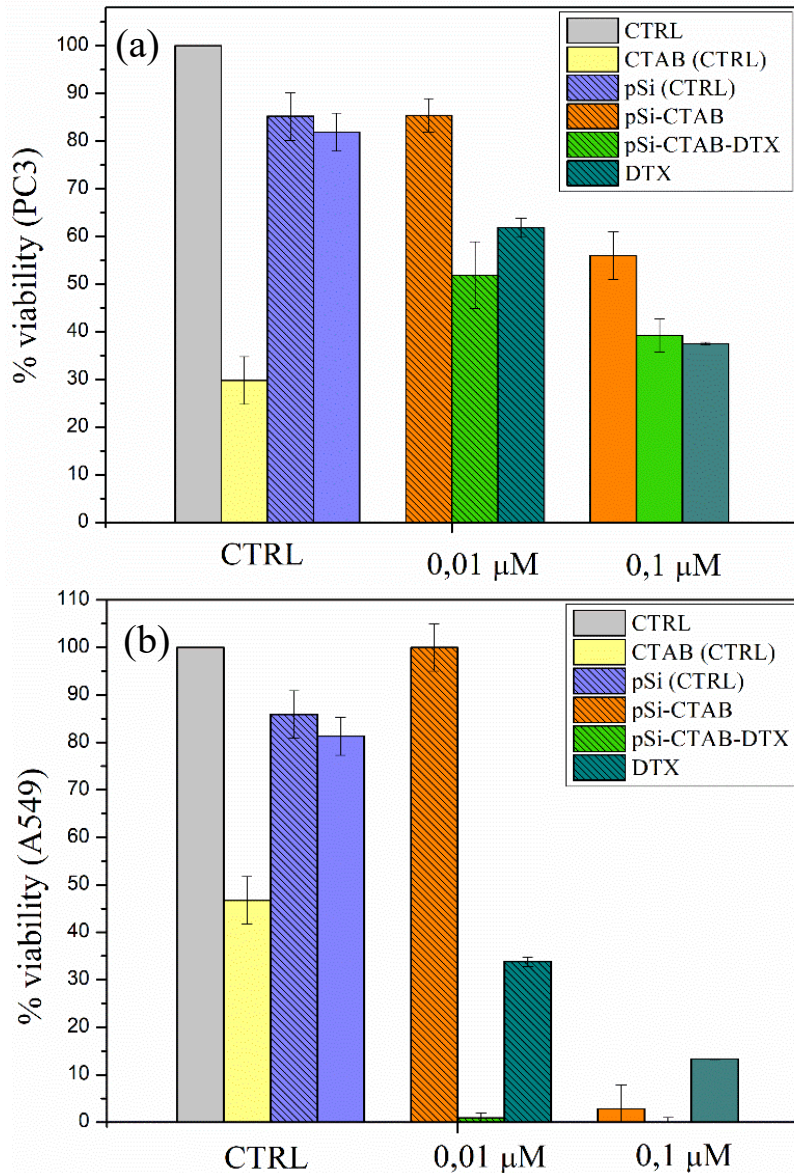 (a)
CTRL
CTAB (CTRL)
pSi (CTRL)
pSi-CTAB
pSi-CTAB-DTX
DTX
% viability (PC3)
100
90
80
70
60
50
40
30
20
10
0
CTRL
0,01 μM
0,1 μM
(b)
CTRL
CTAB (CTRL)
pSi (CTRL)
pSi-CTAB
pSi-CTAB-DTX
DTX
% viability (A549)
110
100
90
80
70
60
50
40
30
20
10
0
CTRL
0,01 μM
0,1 μM